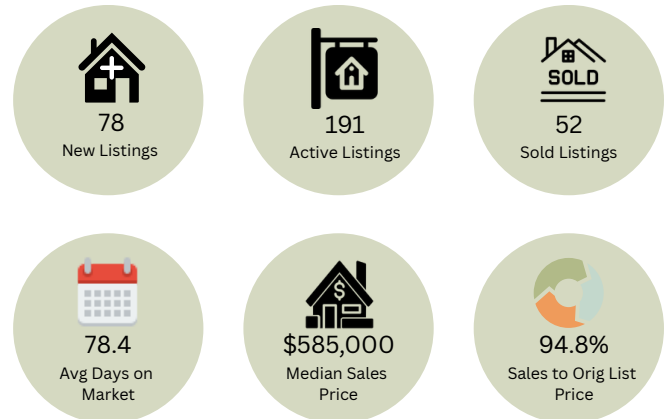 78
New Listings
191
Active Listings
SOLD
52
Sold Listings
78.4
Avg Days on
Market
$
$585,000
Median Sales
Price
94.8%
Sales to Orig List
Price